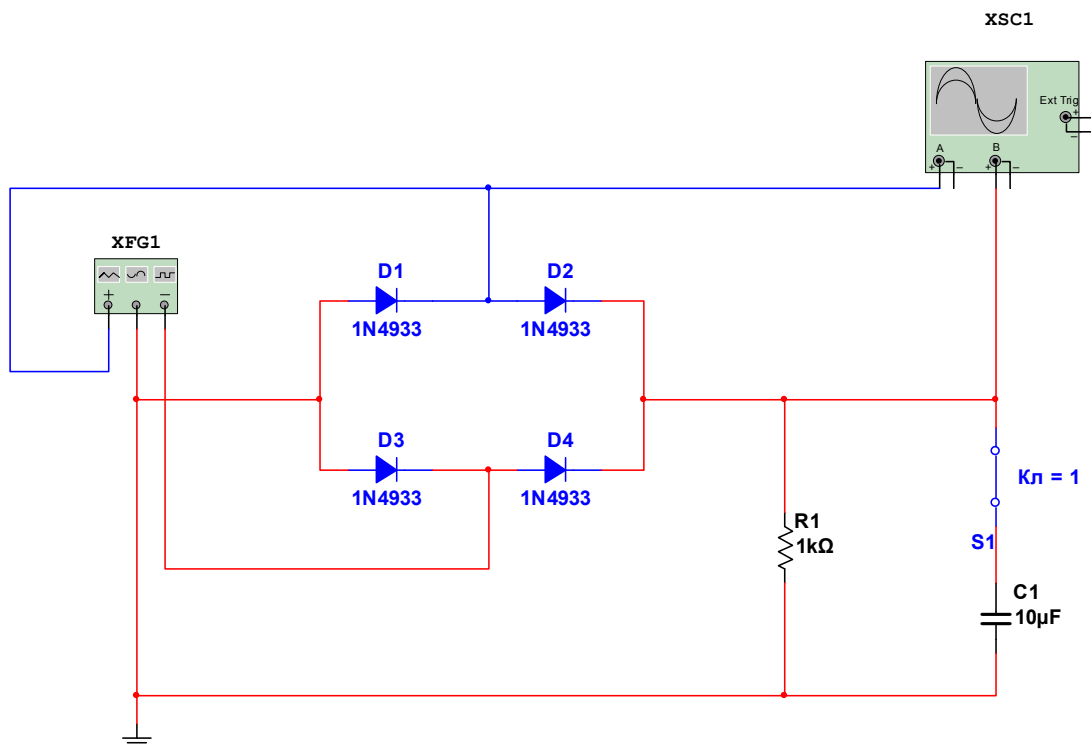 XSC1
Ext Trig
+
−
A
B
+
−
+
−
XFG1
+
−
D1
D2
1N4933
1N4933
D3
D4
1N4933
1N4933
Кл = 1
R1
1kΩ
S1
C1
10µF